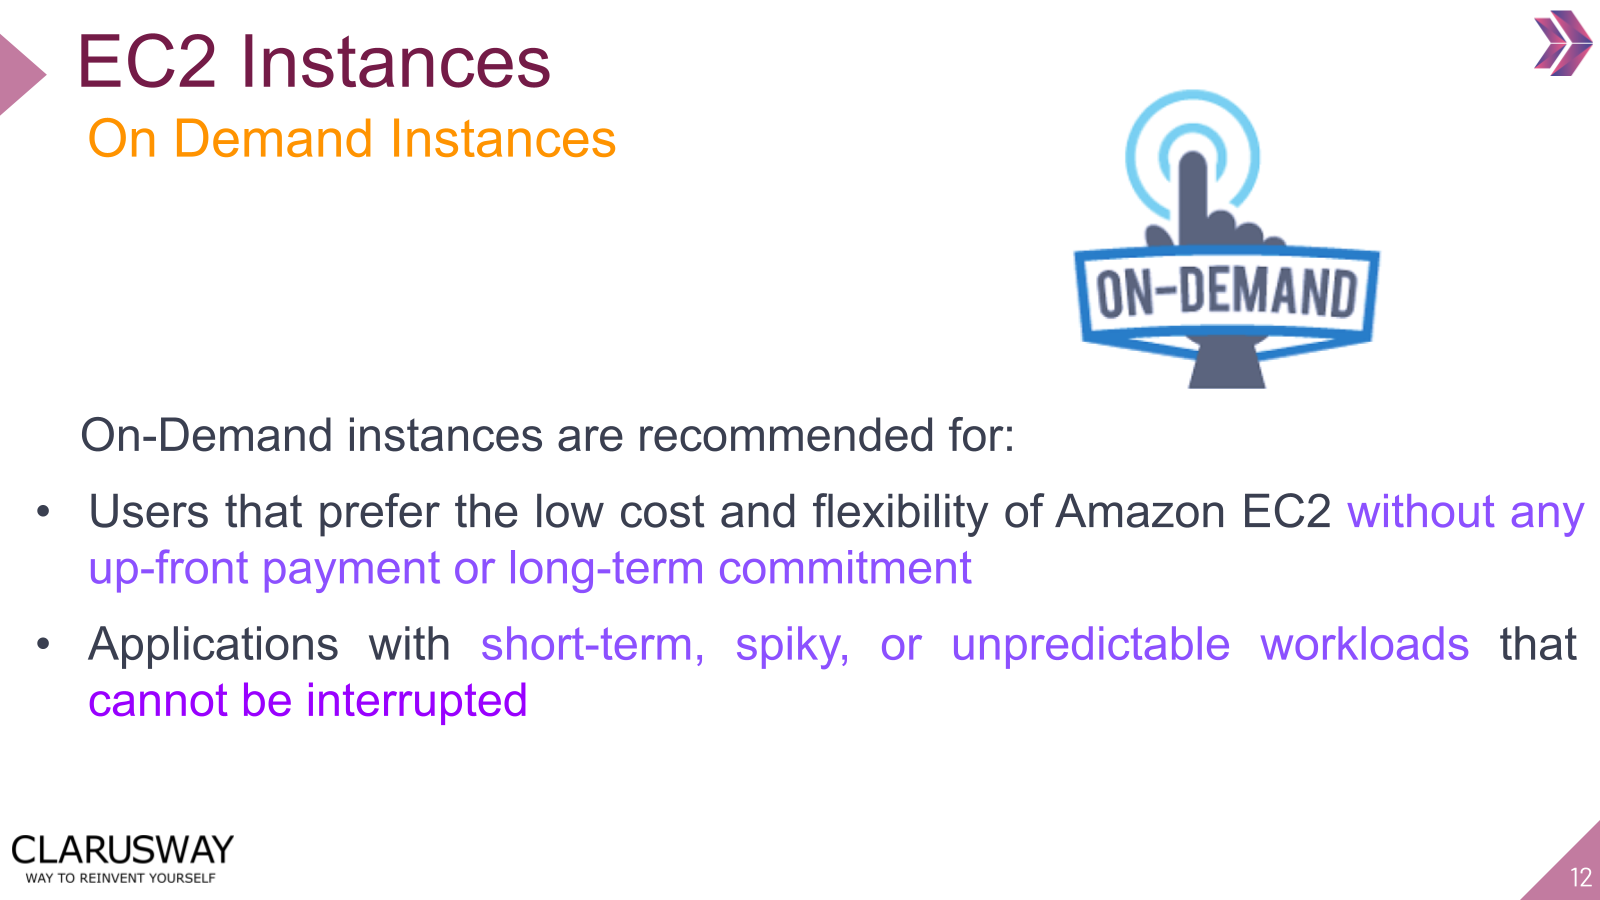 EC2 Instances
On Demand Instances
ON-DEMAND
On-Demand instances are recommended for:
• Users that prefer the low cost and flexibility of Amazon EC2 without any
up-front payment or long-term commitment
• Applications with short-term, spiky, or unpredictable workloads that
cannot be interrupted
CLARUSWAY
WAY TO REINVENT YOURSELF
12